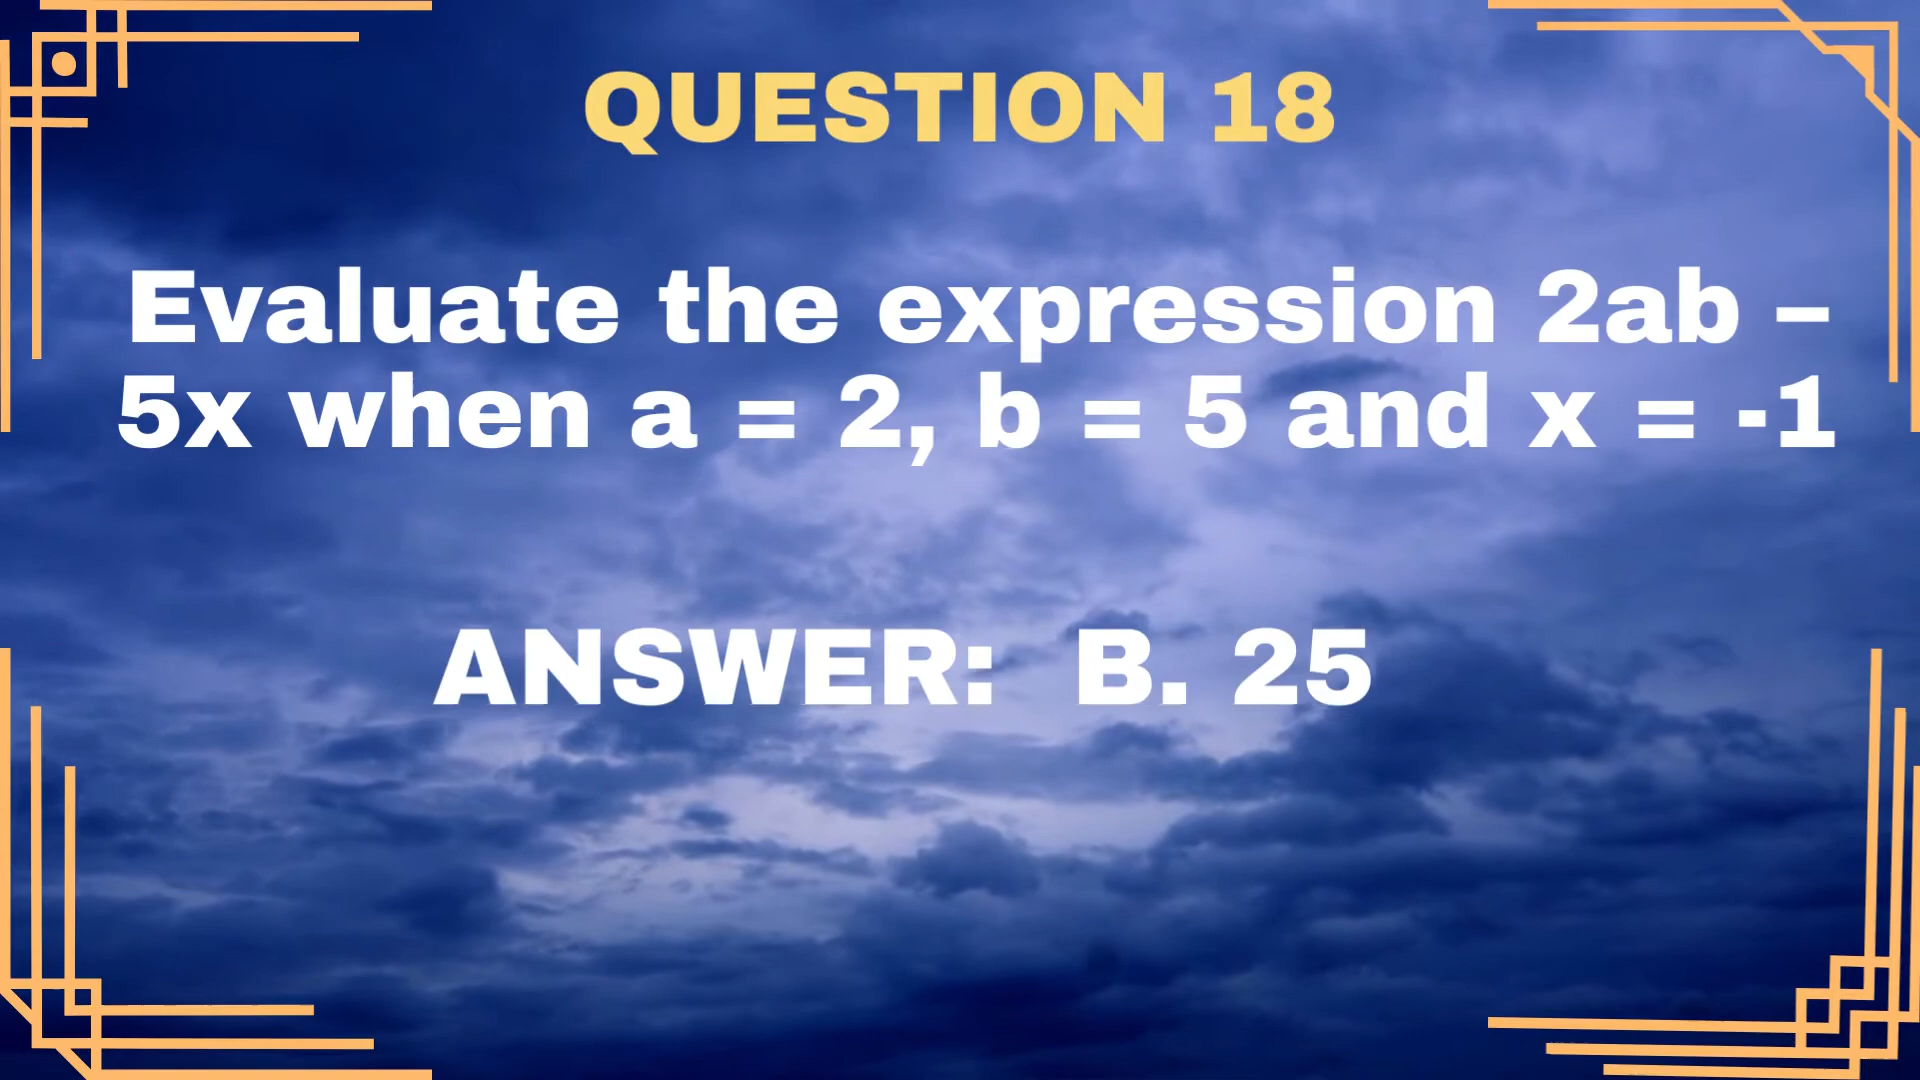 QUESTION 18
Evaluate the expression 2ab –
5x when a = 2, b = 5 and x = -1
ANSWER: B. 25